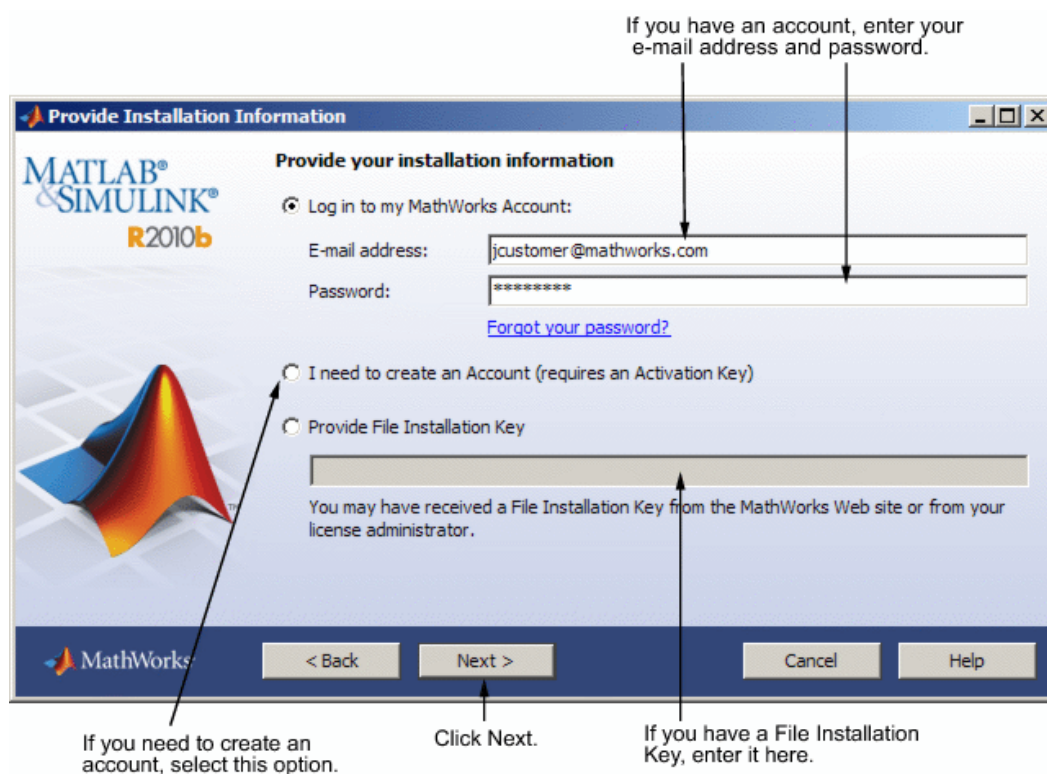 If you have an account, enter your
e-mail address and password.
Provide Installation Information
MATLAB®
&SIMULINK®
R2010b
Provide your installation information
Log in to my MathWorks Account:
E-mail address:
jcustomer@mathworks.com
Password:
********
Forgot your password?
I need to create an Account (requires an Activation Key)
Provide File Installation Key
You may have received a File Installation Key from the MathWorks Web site or from your
license administrator.
TM
MathWorks
< Back
Next >
Cancel
Help
If you need to create an
account, select this option.
Click Next.
If you have a File Installation
Key, enter it here.